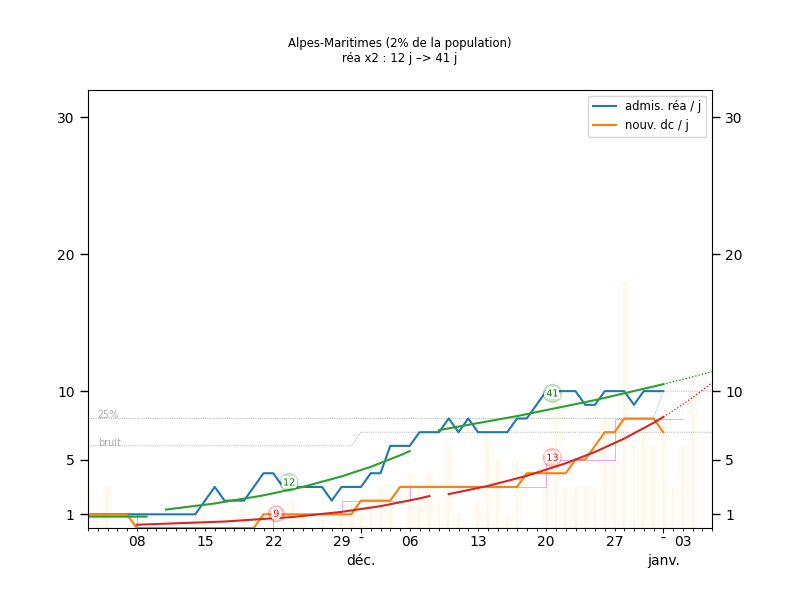 Alpes-Maritimes (2% de la population)
réa x2 : 12 j –> 41 j
admis. réa / j
nouv. dc / j
30 30
20 20
10 10
5 5
1 1
25%
bruit
41
12
13
9
08 15 22 29 - 06 13 20 27 - 03
déc. janv.